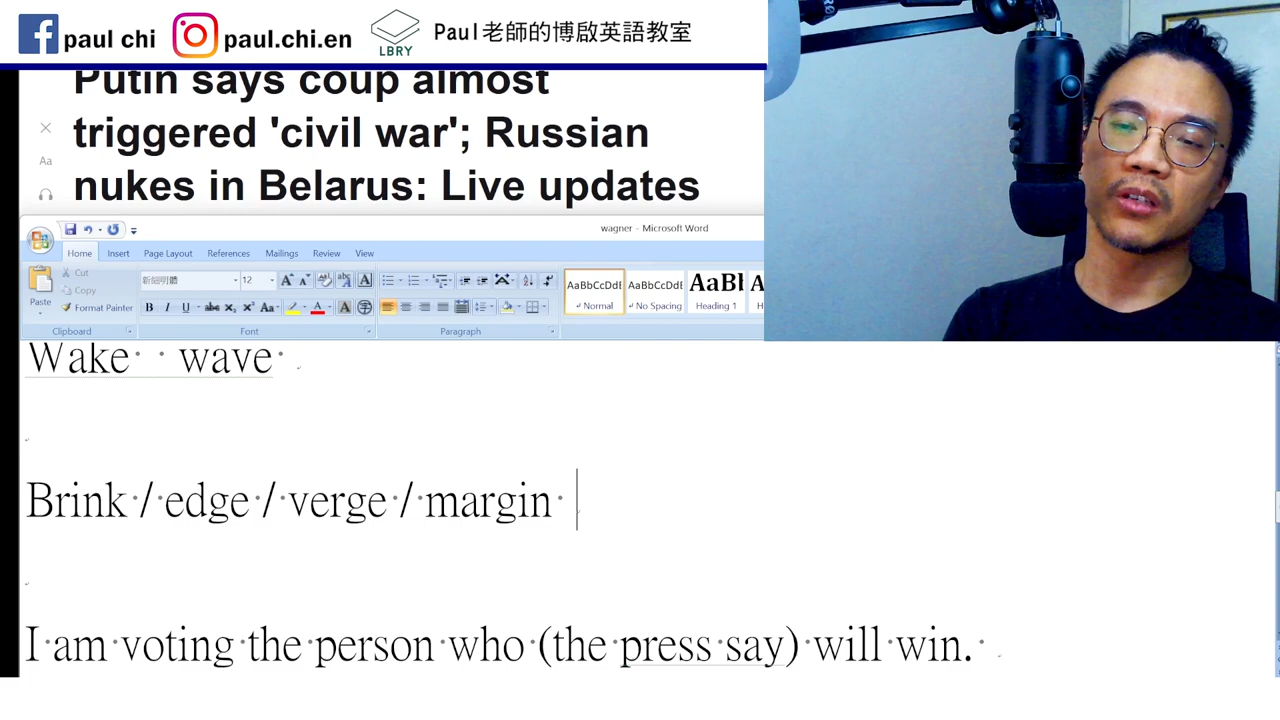 paul chi paul.chi.en LBRY Paul老師的博啟英語教室
Putin says coup almost
triggered 'civil war'; Russian
nukes in Belarus: Live updates
Aa
wagner - Microsoft Word
Home Insert Page Layout References Mailings Review View
Paste
Cut
Copy
Format Painter
新細明體 12
AaBbCcDdE AaBbCcDdE AaBb
Normal No Spacing Heading 1
Clipboard Font Paragraph
Wake wave
Brink / edge / verge / margin
I am voting the person who (the press say) will win.